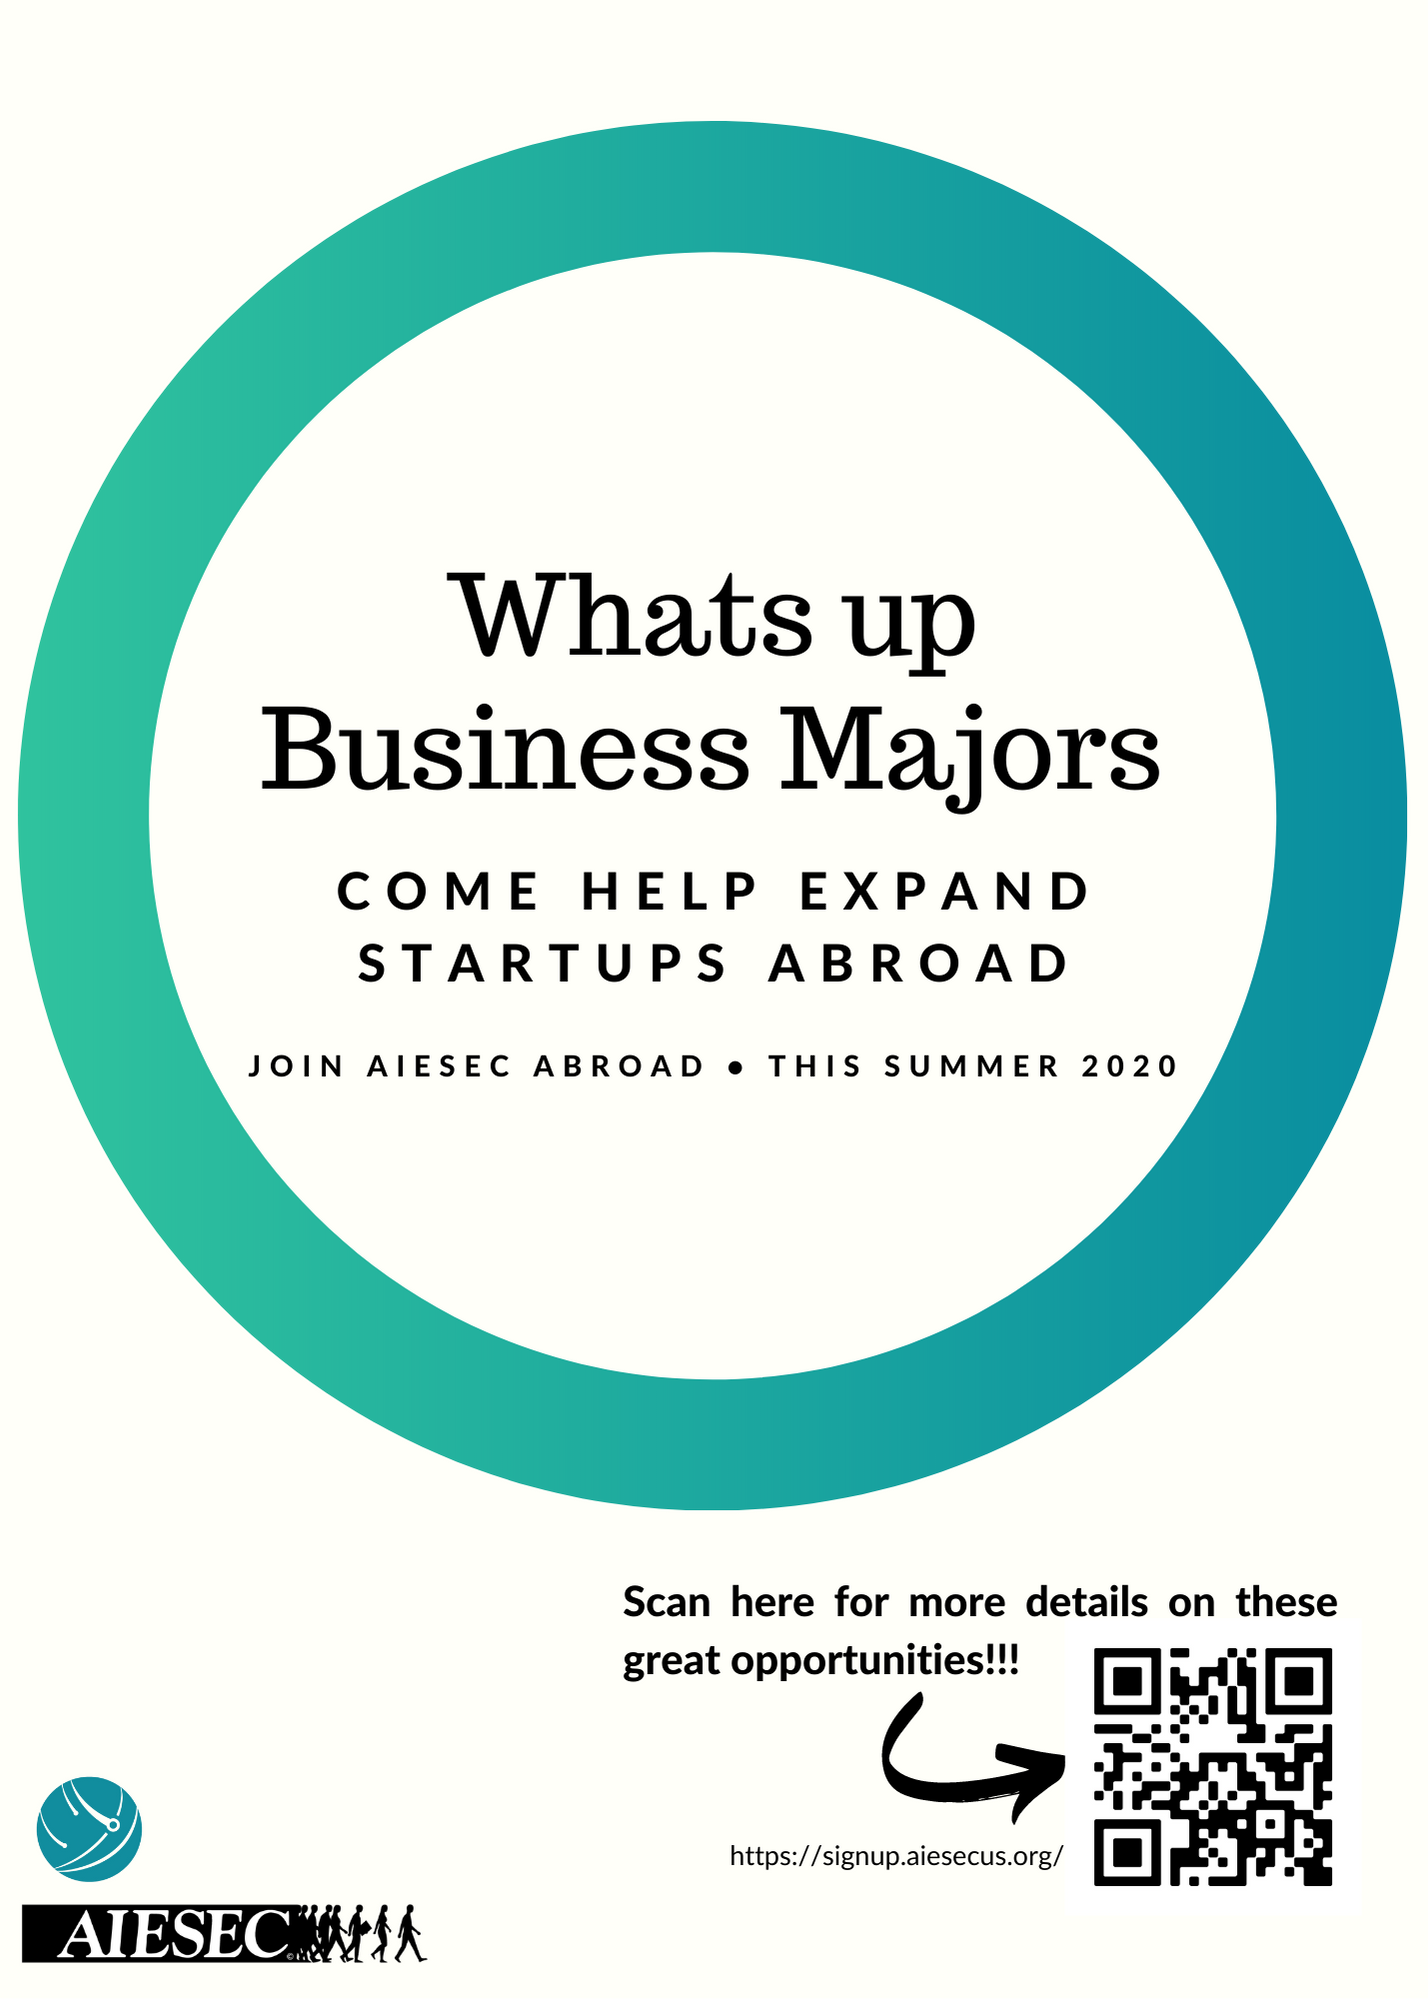 Whats up
Business Majors
COME HELP EXPAND
STARTUPS ABROAD
JOIN AIESEC ABROAD • THIS SUMMER 2020
Scan here for more details on these
great opportunities!!!
https://signup.aiesecus.org/
AIESEC©